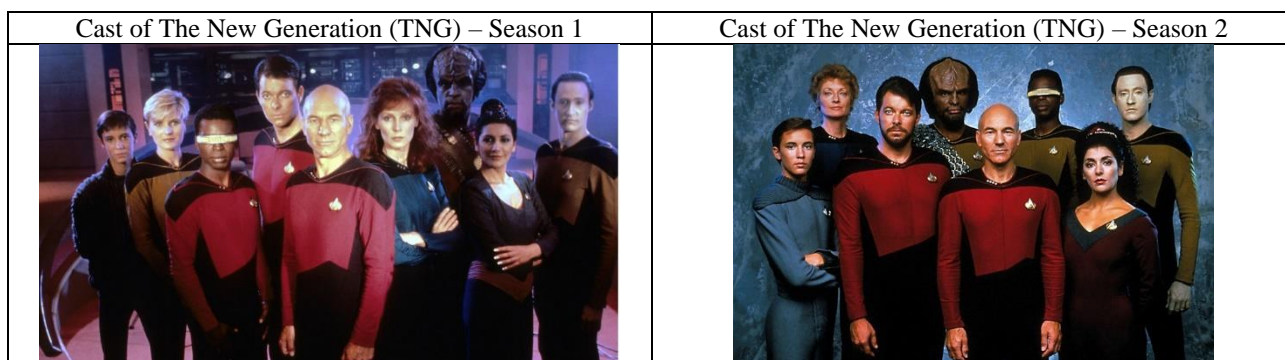 Cast of The New Generation (TNG) – Season 1
Cast of The New Generation (TNG) – Season 2